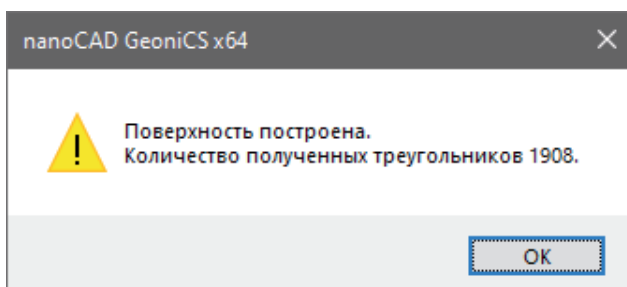 nanoCAD GeoniCS x64
Поверхность построена.
Количество полученных треугольников 1908.
OK